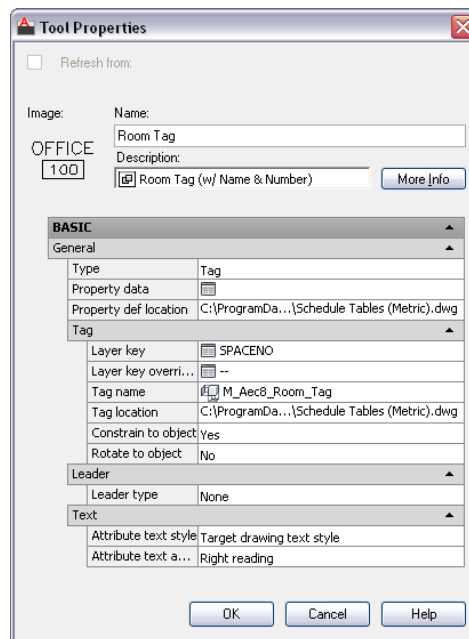 Tool Properties
Refresh from:
Image:
Name:
OFFICE
100
Room Tag
Description:
Room Tag (w/ Name & Number)
More Info
BASIC
General
Type Tag
Property data
Property def location C:\ProgramDa...\Schedule Tables (Metric).dwg
Tag
Layer key SPACENO
Layer key overri... --
Tag name M_Aec8_Room_Tag
Tag location C:\ProgramDa...\Schedule Tables (Metric).dwg
Constrain to object Yes
Rotate to object No
Leader
Leader type None
Text
Attribute text style Target drawing text style
Attribute text a... Right reading
OK Cancel Help